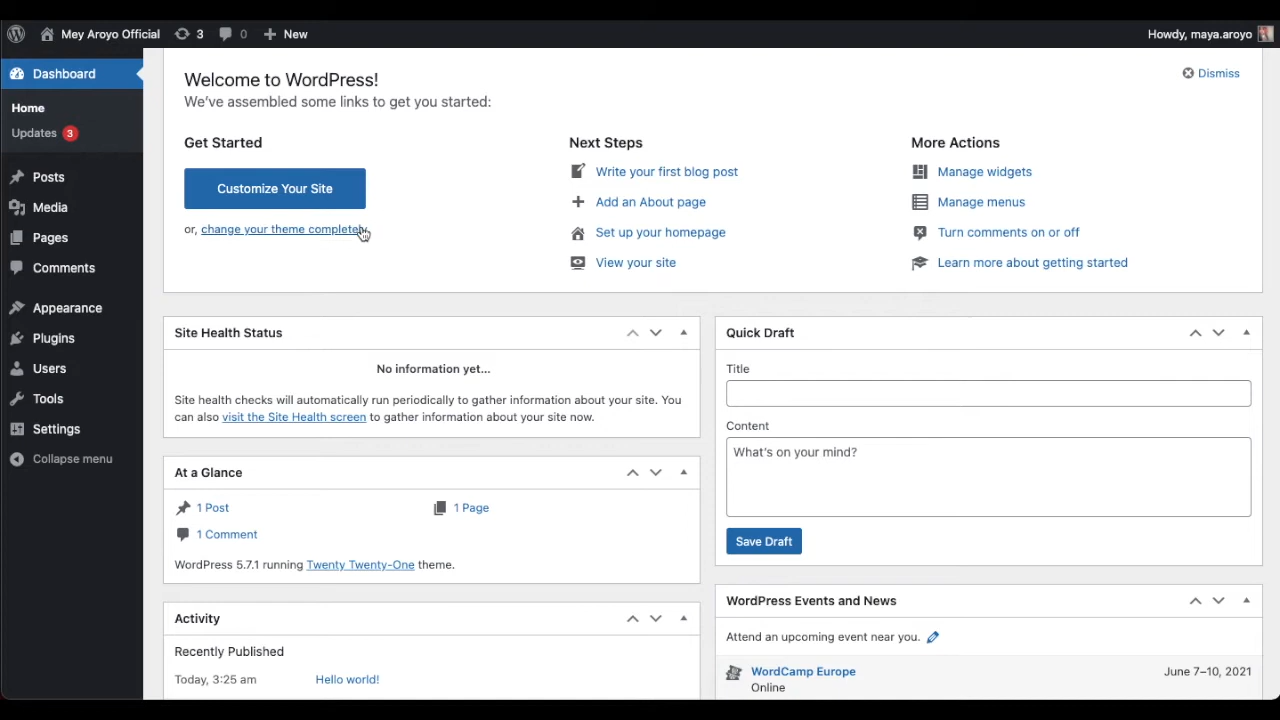 Mey Aroyo Official 3 0 New Howdy, maya.aroyo
Dashboard
Home
Updates 3
Posts
Media
Pages
Comments
Appearance
Plugins
Users
Tools
Settings
Collapse menu
Welcome to WordPress!
Dismiss
We've assembled some links to get you started:
Get Started
Customize Your Site
or, change your theme completely
Next Steps
Write your first blog post
Add an About page
Set up your homepage
View your site
More Actions
Manage widgets
Manage menus
Turn comments on or off
Learn more about getting started
Site Health Status
No information yet...
Site health checks will automatically run periodically to gather information about your site. You
can also visit the Site Health screen to gather information about your site now.
At a Glance
1 Post 1 Page
1 Comment
WordPress 5.7.1 running Twenty Twenty-One theme.
Activity
Recently Published
Today, 3:25 am Hello world!
Quick Draft
Title
Content
What's on your mind?
Save Draft
WordPress Events and News
Attend an upcoming event near you.
WordCamp Europe June 7–10, 2021
Online